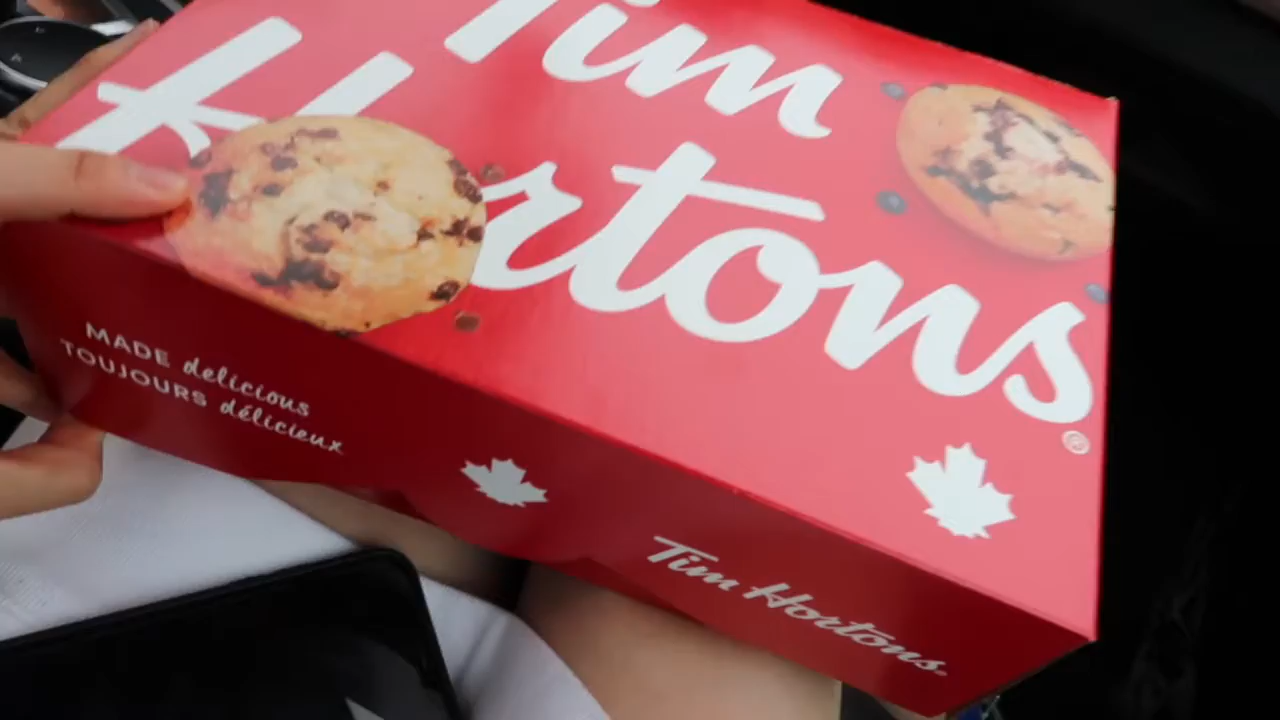 Tim
Hortons®
MADE delicious
TOUJOURS délicieux
Tim Hortons.